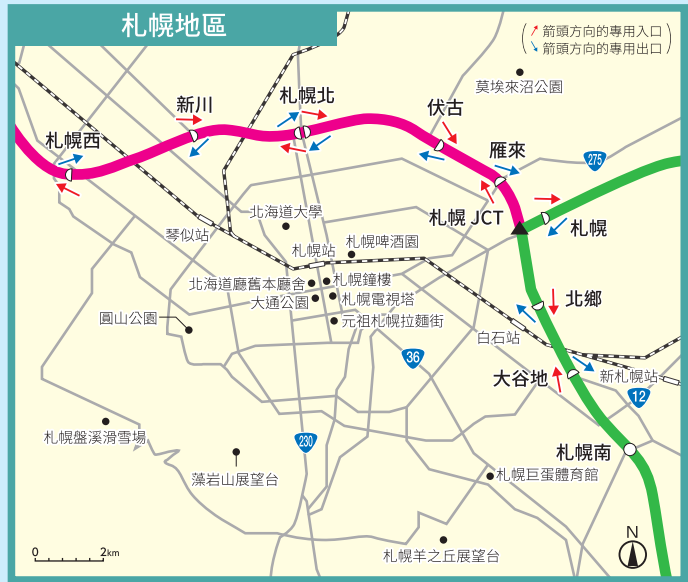 札幌地區
箭頭方向的專用入口
箭頭方向的專用出口
莫埃來沼公園
札幌北
新川
伏古
札幌西
雁來
275
北海道大學
札幌 JCT
札幌
琴似站
札幌啤酒園
札幌站
北海道廳舊本廳舍
札幌鐘樓
大通公園
札幌電視塔
北鄉
圓山公園
元祖札幌拉麵街
白石站
36
大谷地
新札幌站
12
札幌盤溪滑雪場
230
札幌南
藻岩山展望台
札幌巨蛋體育館
N
0
2km
札幌羊之丘展望台